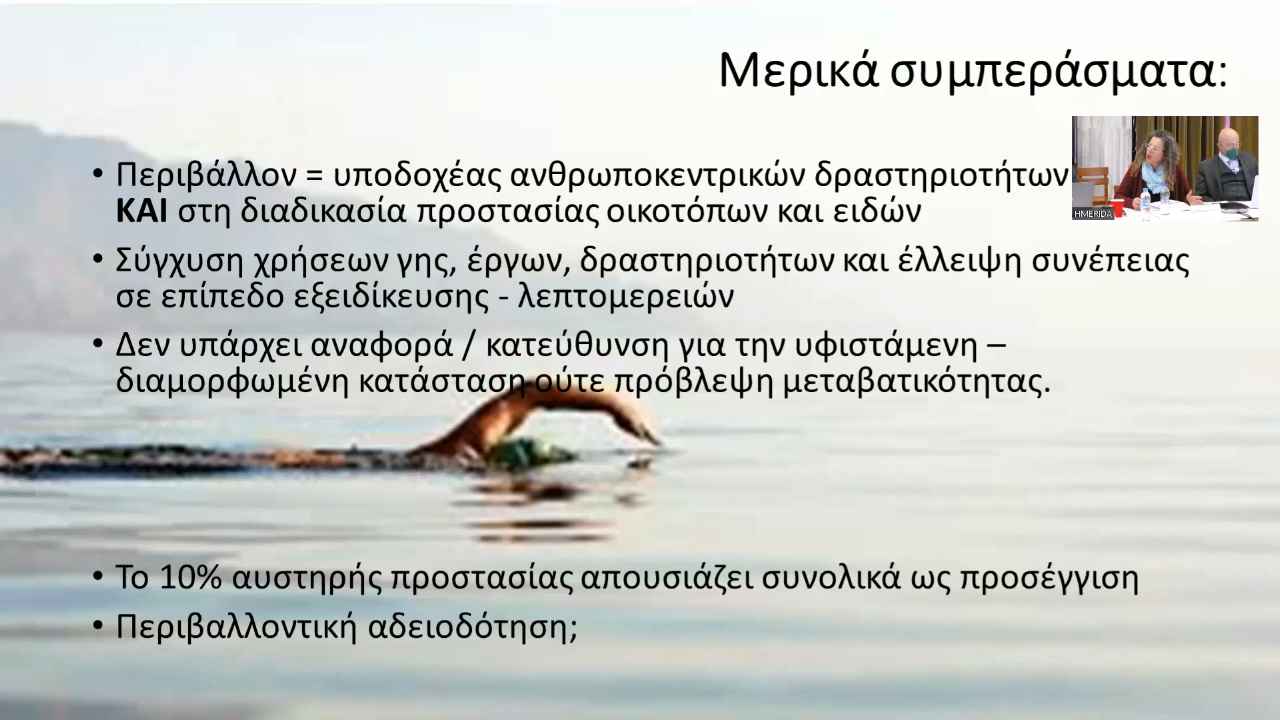 Μερικά συμπεράσματα:
• Περιβάλλον = υποδοχέας ανθρωποκεντρικών δραστηριοτήτων
ΚΑΙ στη διαδικασία προστασίας οικοτόπων και ειδών
HMERIDA
• Σύγχυση χρήσεων γης, έργων, δραστηριοτήτων και έλλειψη συνέπειας
σε επίπεδο εξειδίκευσης - λεπτομερειών
• Δεν υπάρχει αναφορά / κατεύθυνση για την υφιστάμενη –
διαμορφωμένη κατάσταση ούτε πρόβλεψη μεταβατικότητας.
• Το 10% αυστηρής προστασίας απουσιάζει συνολικά ως προσέγγιση
• Περιβαλλοντική αδειοδότηση;